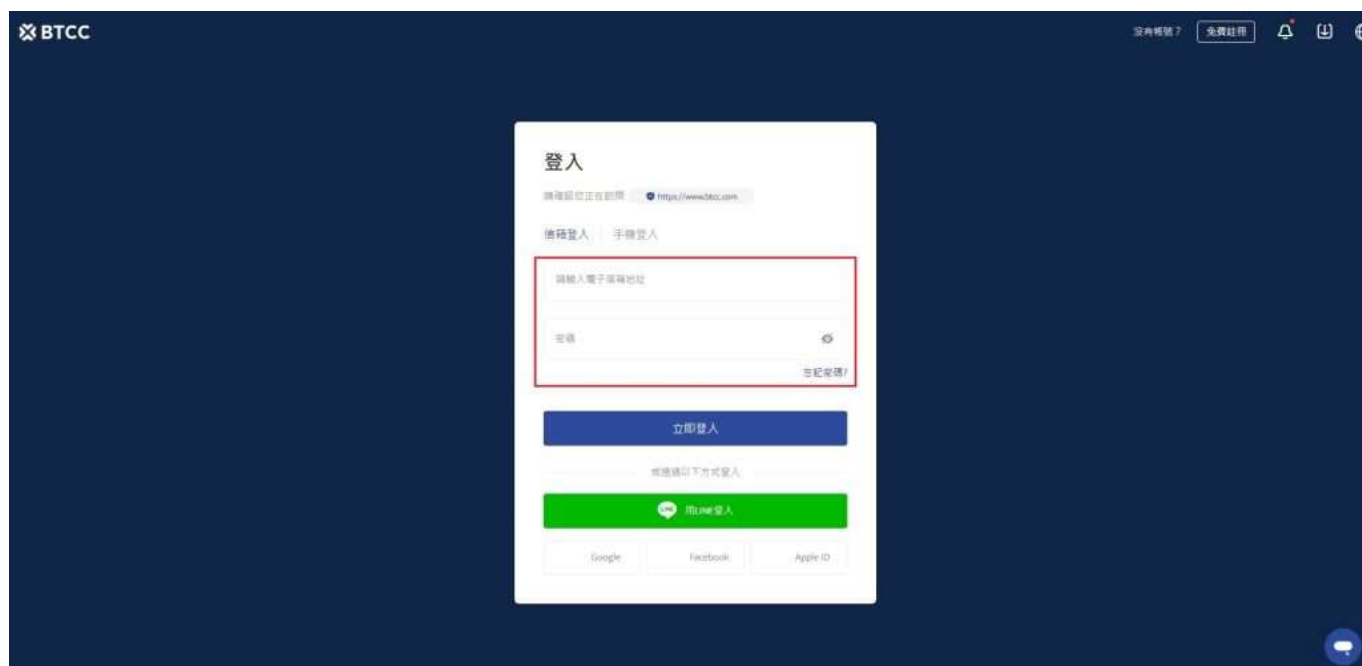 BTCC
沒有帳號? 免費註冊
登入
請確認您正在訪問 https://www.btcc.com
信箱登入 手機登入
請輸入電子信箱地址
密碼
忘記密碼?
立即登入
或透過以下方式登入
LINE 用LINE登入
Google Facebook Apple ID